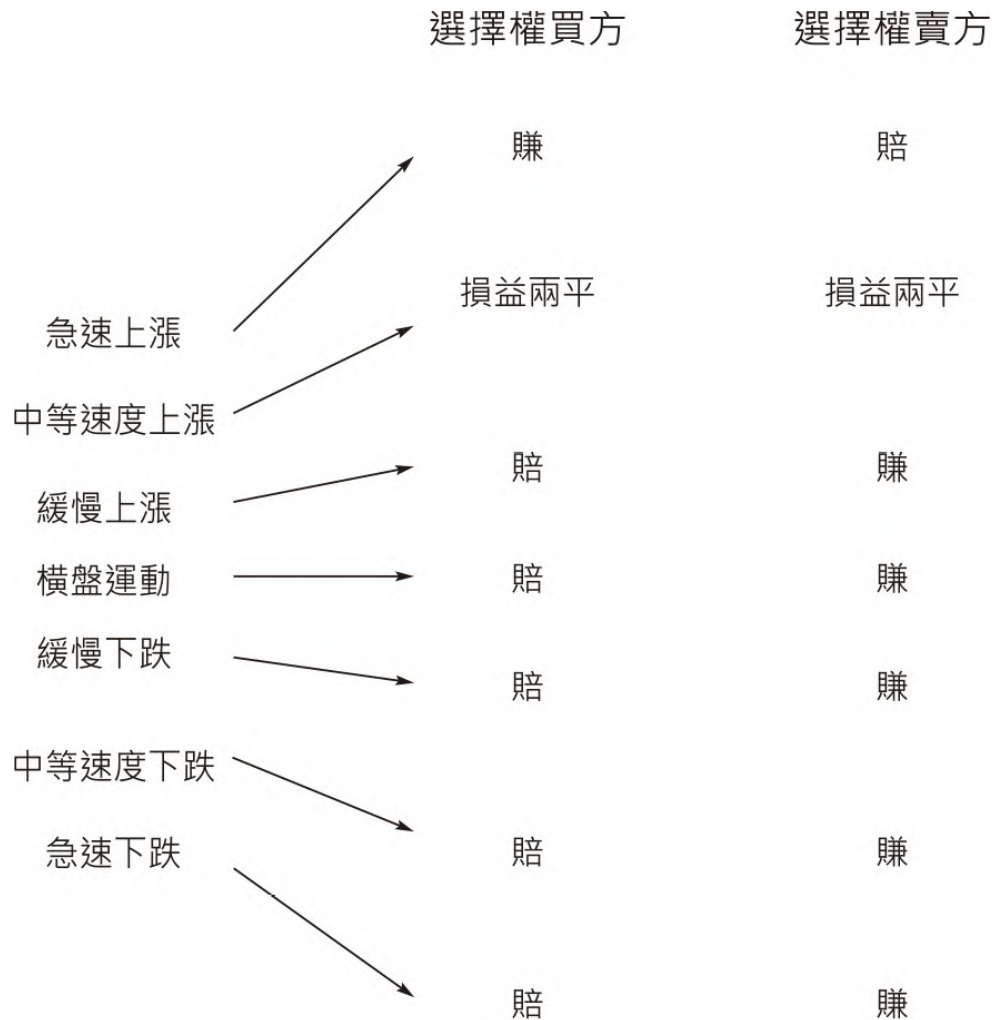 選擇權買方 選擇權賣方
賺 賠
損益兩平 損益兩平
急速上漲
中等速度上漲
賠 賺
緩慢上漲
橫盤運動 賠 賺
緩慢下跌
賠 賺
中等速度下跌
急速下跌 賠 賺
賠 賺